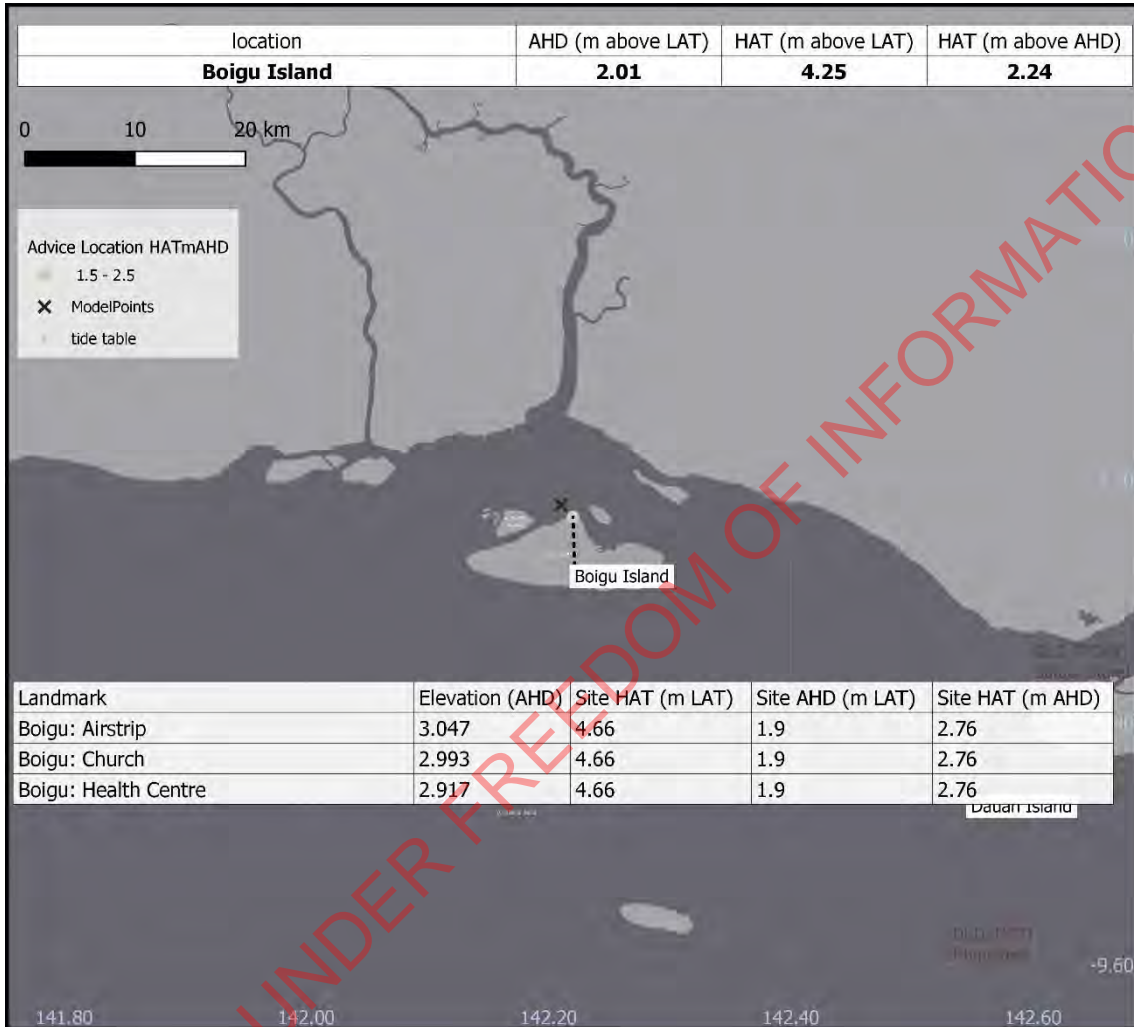 location AHD (m above LAT) HAT (m above LAT) HAT (m above AHD)
Boigu Island 2.01 4.25 2.24
0 10 20 km
Advice Location HATmAHD
1.5 - 2.5
ModelPoints
tide table
Boigu Island
Landmark Elevation (AHD) Site HAT (m LAT) Site AHD (m LAT) Site HAT (m AHD)
Boigu: Airstrip 3.047 4.66 1.9 2.76
Boigu: Church 2.993 4.66 1.9 2.76
Boigu: Health Centre 2.917 4.66 1.9 2.76
Dauan Island
-9.60
141.80 142.00 142.20 142.40 142.60
UNDER FREEDOM OF INFORMATIO